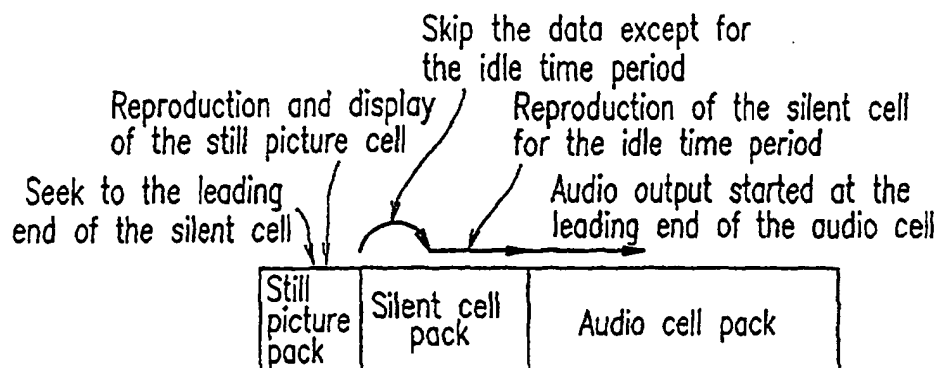 Skip the data except for
the idle time period
Reproduction and display
of the still picture cell
Reproduction of the silent cell
for the idle time period
Seek to the leading
end of the silent cell
Audio output started at the
leading end of the audio cell
Still
picture
pack
Silent cell
pack
Audio cell pack